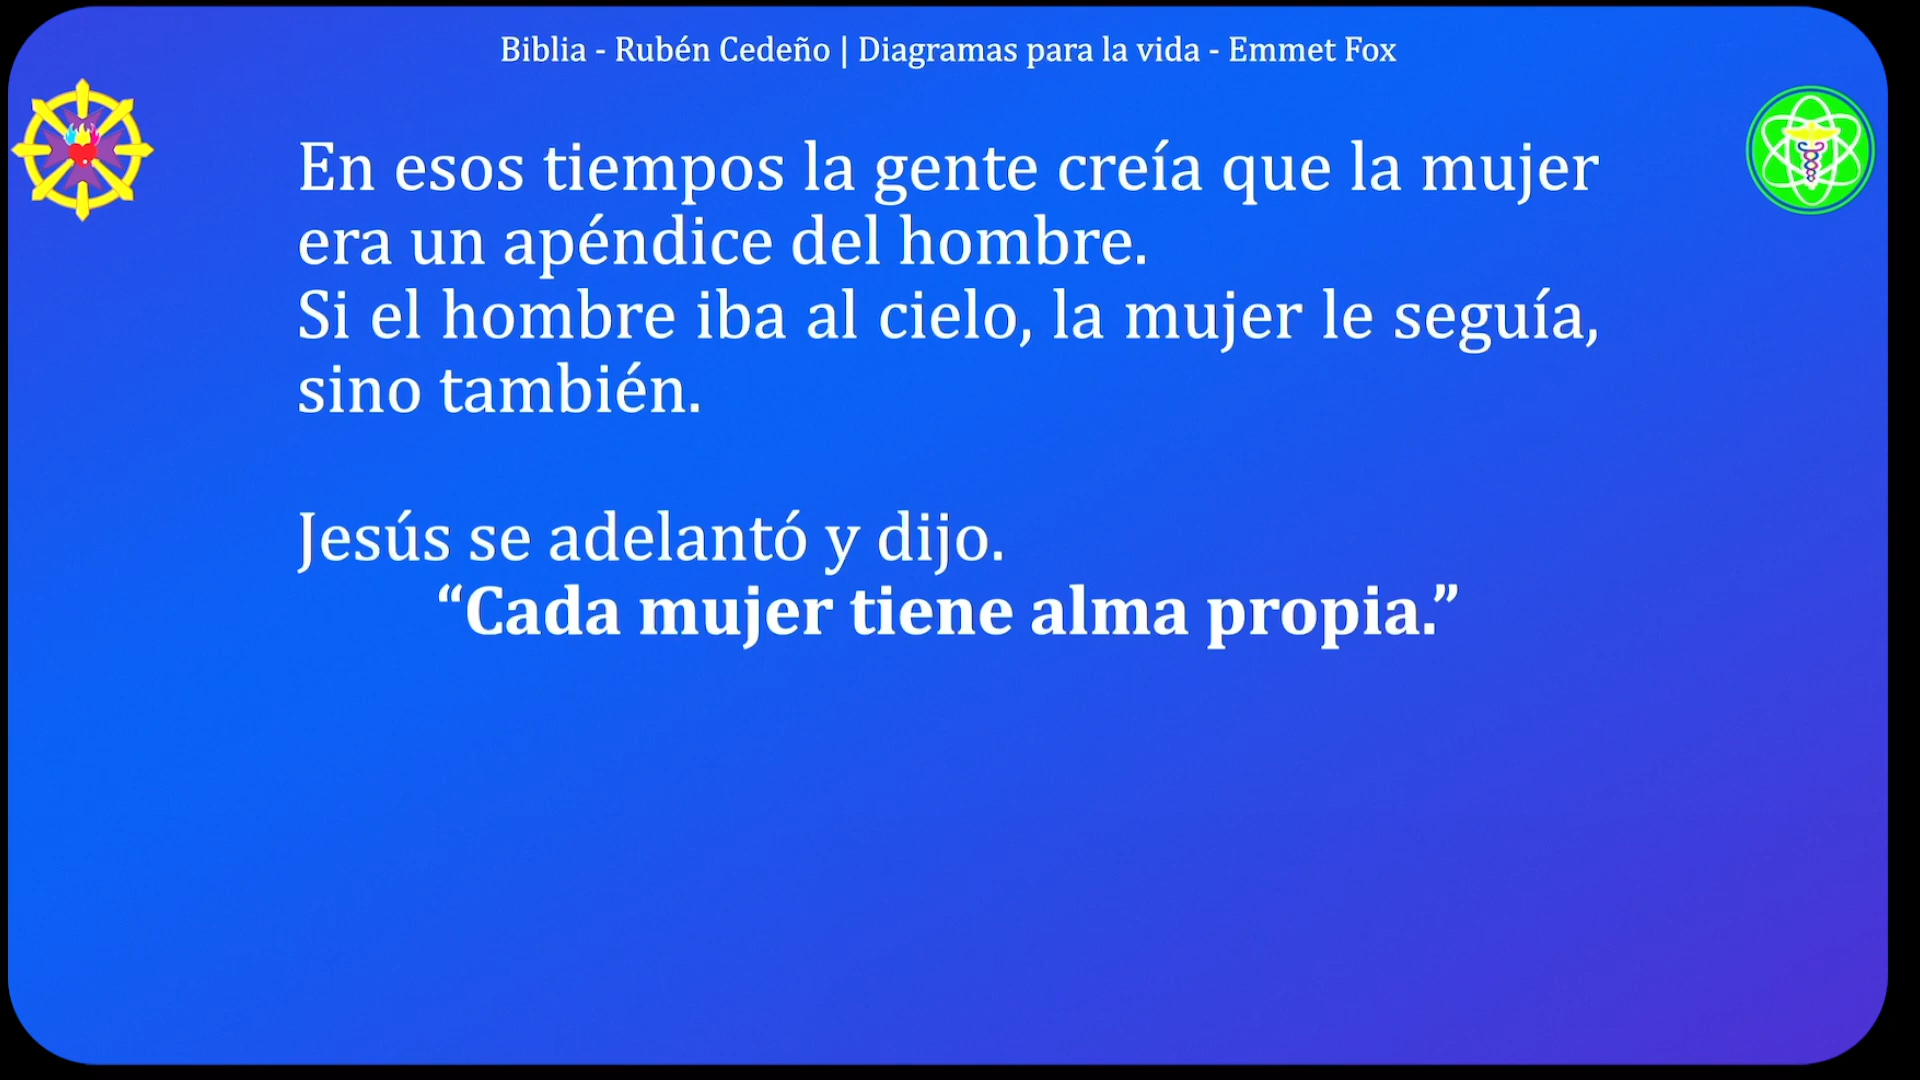 Biblia - Rubén Cedeño | Diagramas para la vida - Emmet Fox
En esos tiempos la gente creía que la mujer
era un apéndice del hombre.
Si el hombre iba al cielo, la mujer le seguía,
sino también.
Jesús se adelantó y dijo.
“Cada mujer tiene alma propia.”